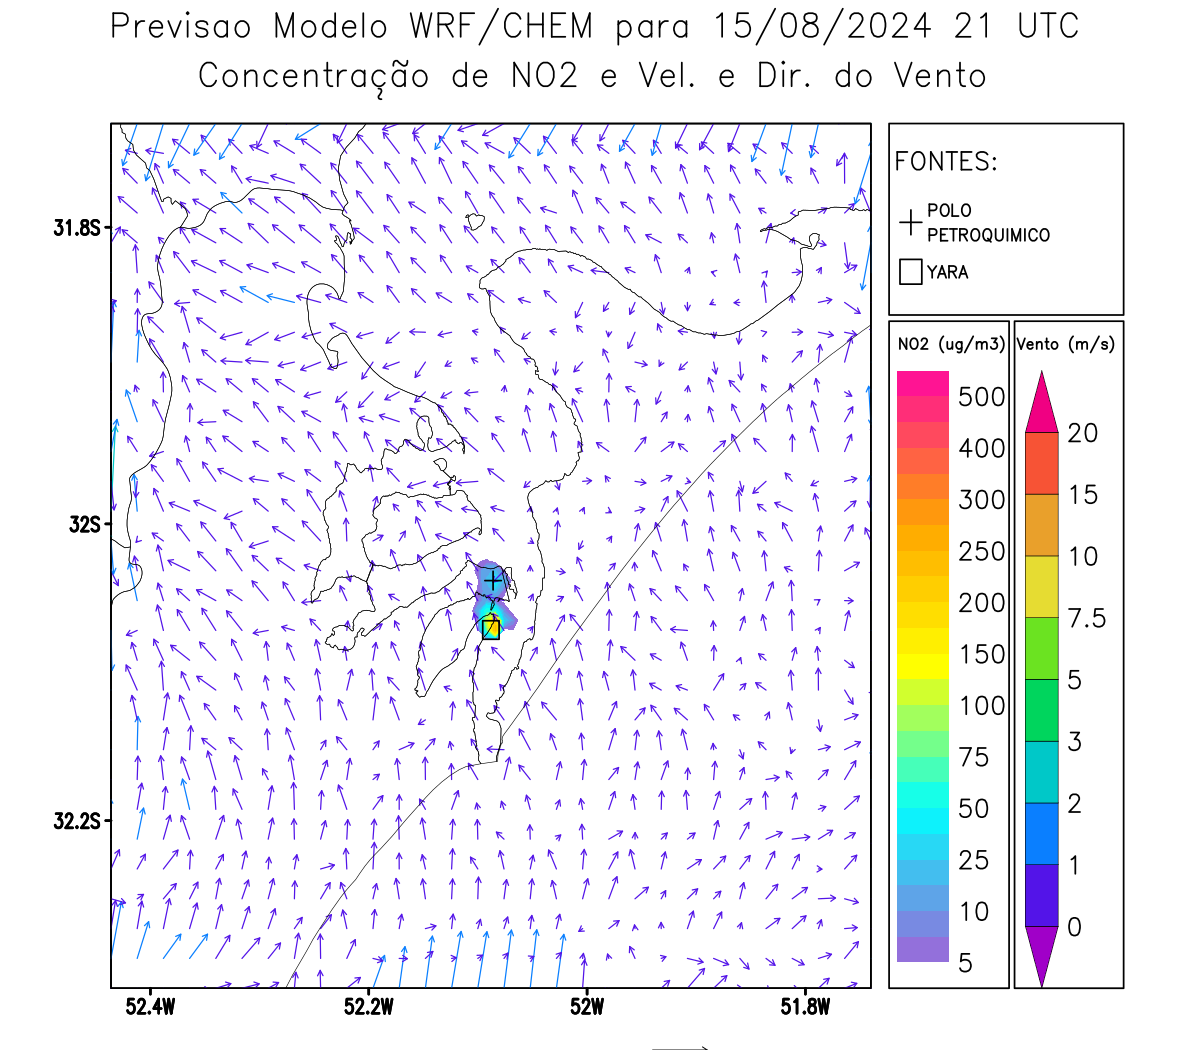 Previsao Modelo WRF/CHEM para 15/08/2024 21 UTC
Concentração de NO2 e Vel. e Dir. do Vento
FONTES:
POLO
PETROQUIMICO
YARA
NO2 (ug/m3)
500
400
300
250
200
150
100
75
50
25
10
5
Vento (m/s)
20
15
10
7.5
5
3
2
1
0
31.8S
32S
32.2S
52.4W
52.2W
52W
51.8W